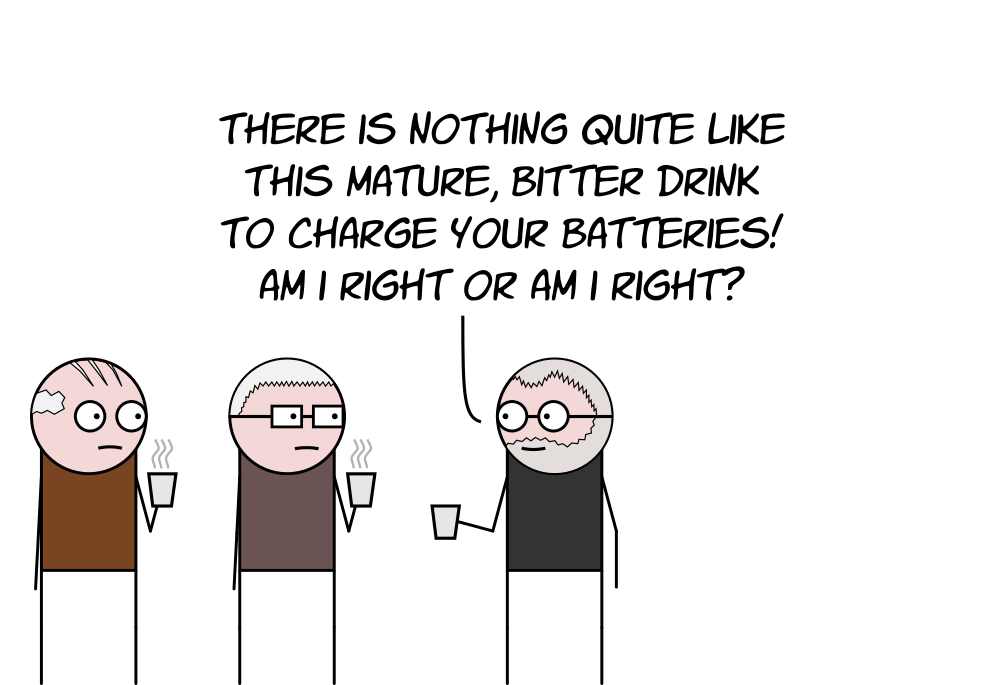 THERE IS NOTHING QUITE LIKE
THIS MATURE, BITTER DRINK
TO CHARGE YOUR BATTERIES!
AM I RIGHT OR AM I RIGHT?